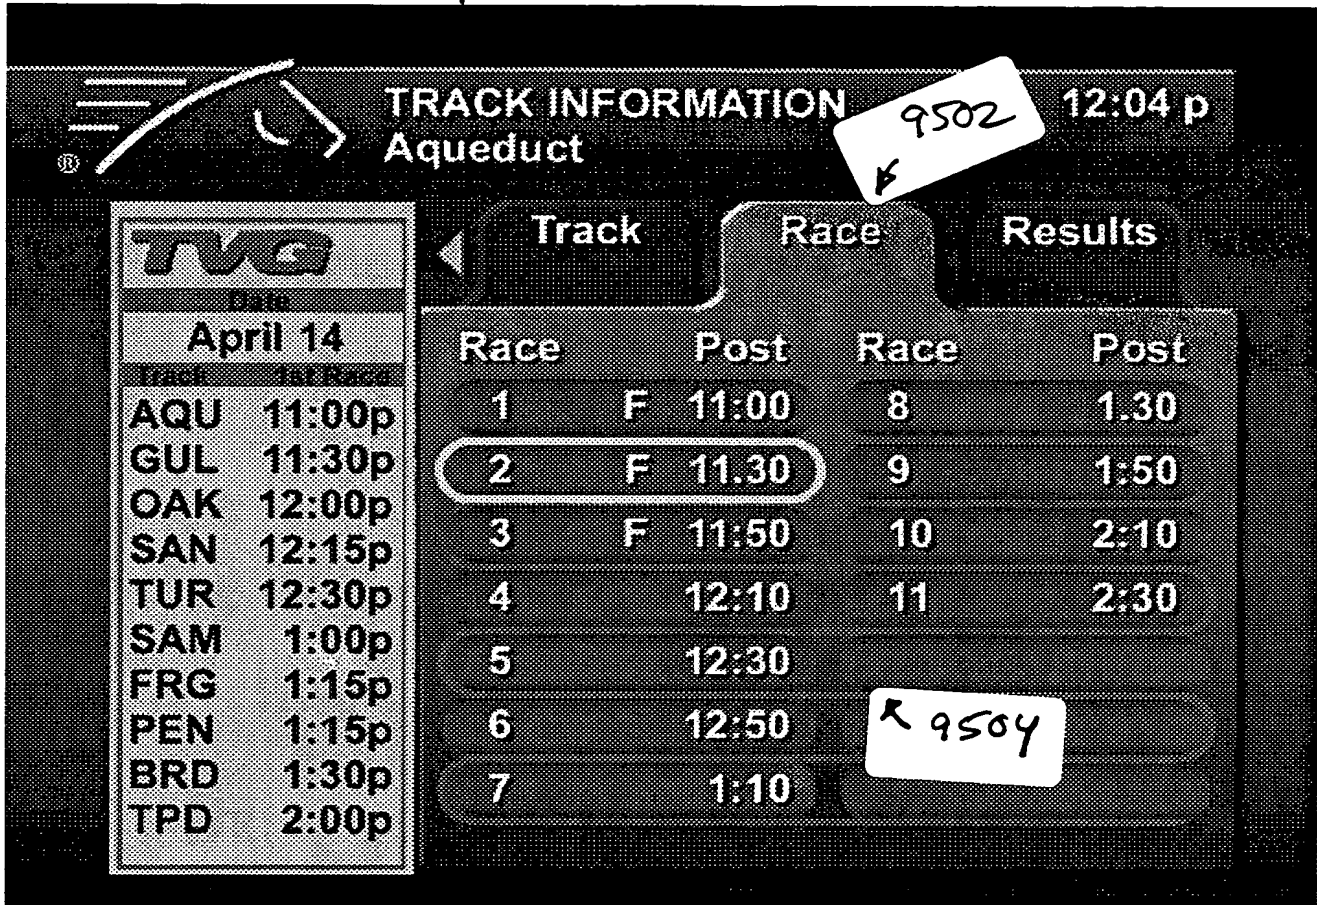 TRACK INFORMATION 9502 12:04 p
Aqueduct
®
TVG
Date
April 14
Track 1st Race
AQU 11:00p
GUL 11:30p
OAK 12:00p
SAN 12:15p
TUR 12:30p
SAM 1:00p
FRG 1:15p
PEN 1:15p
BRD 1:30p
TPD 2:00p
Track Race Results
Race Post Race Post
1 F 11:00 8 1.30
2 F 11.30 9 1:50
3 F 11:50 10 2:10
4 12:10 11 2:30
5 12:30
6 12:50 9504
7 1:10